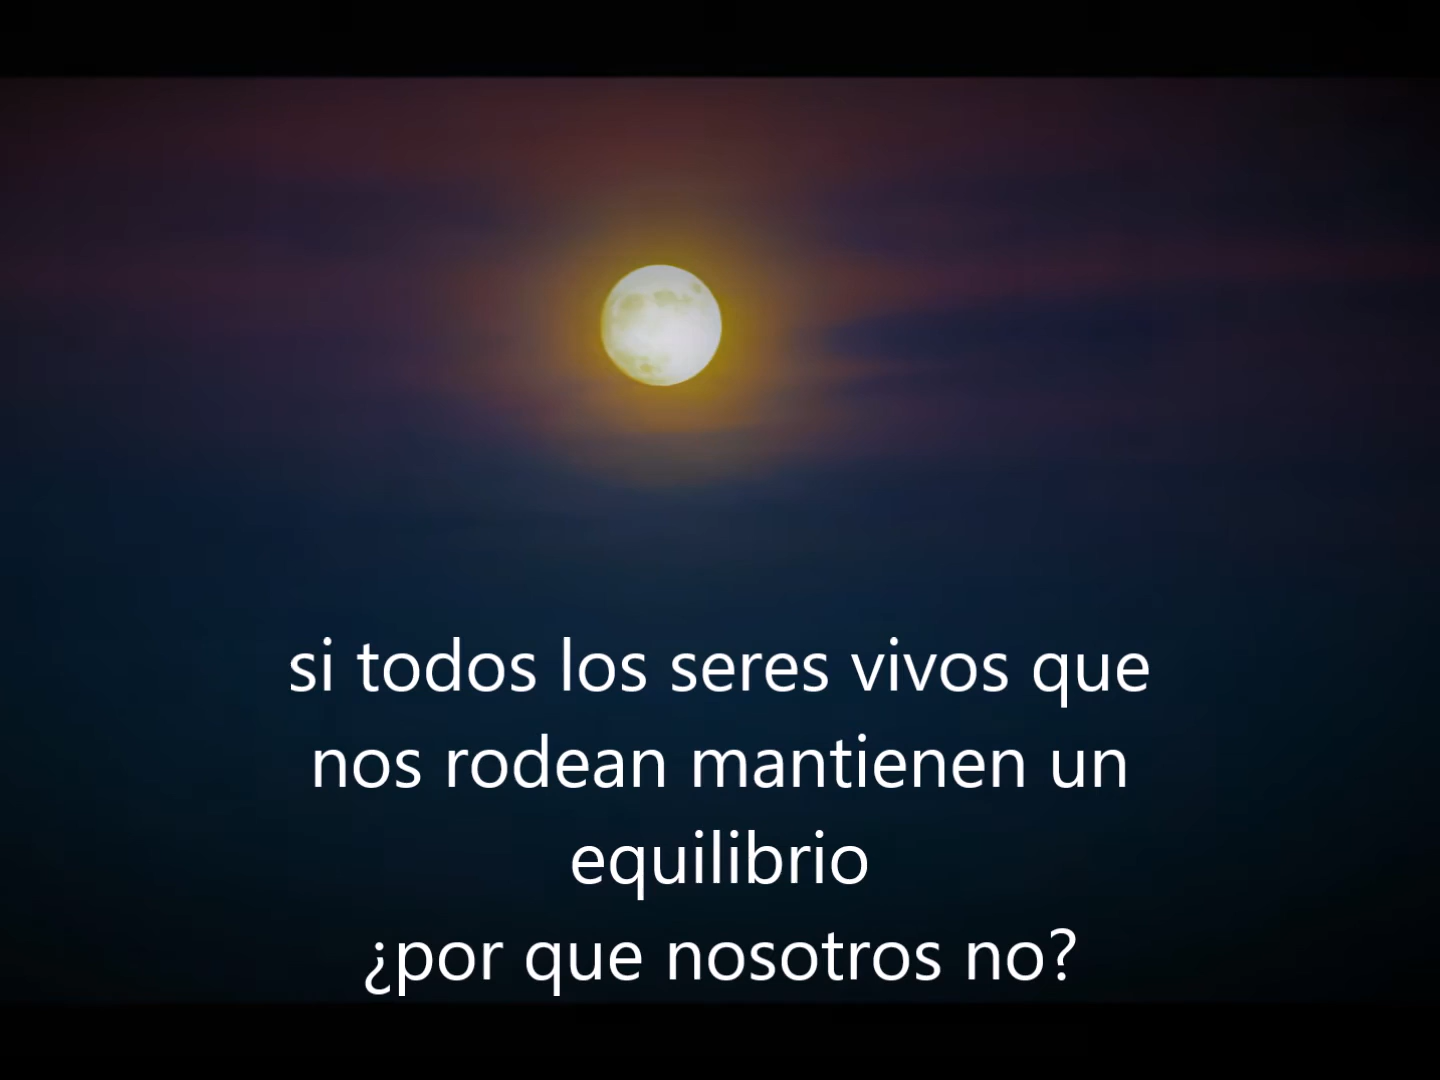 si todos los seres vivos que
nos rodean mantienen un
equilibrio
¿por que nosotros no?